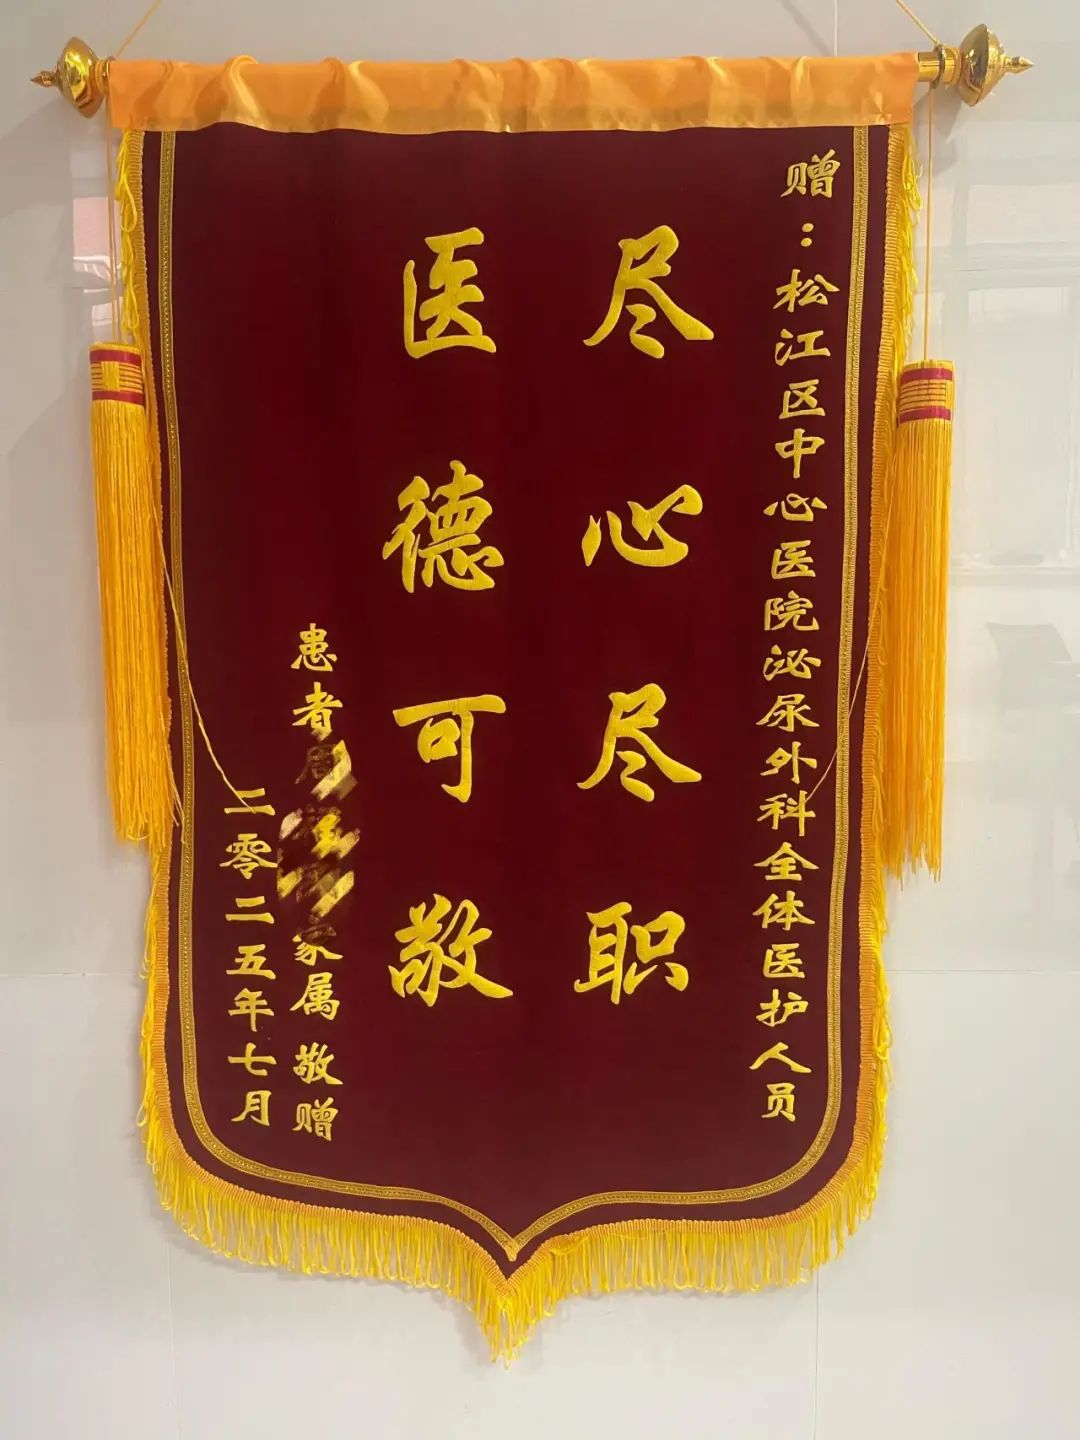 赠：松江区中心医院泌尿外科全体医护人员
尽心尽职
医德可敬
患者 家属 敬赠
二零二五年七月